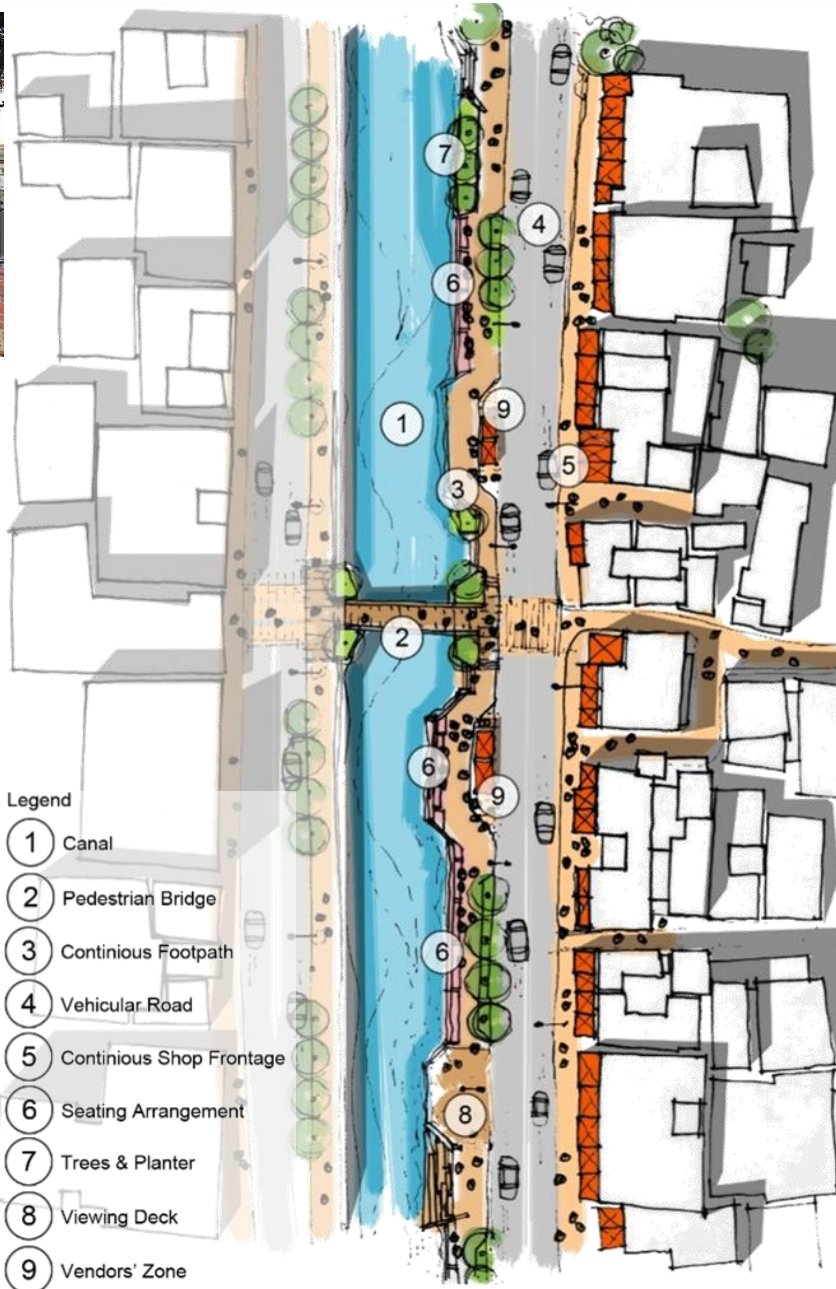 7
4
6
1
9
5
3
2
6
9
6
8
Legend
1 Canal
2 Pedestrian Bridge
3 Continious Footpath
4 Vehicular Road
5 Continious Shop Frontage
6 Seating Arrangement
7 Trees & Planter
8 Viewing Deck
9 Vendors' Zone